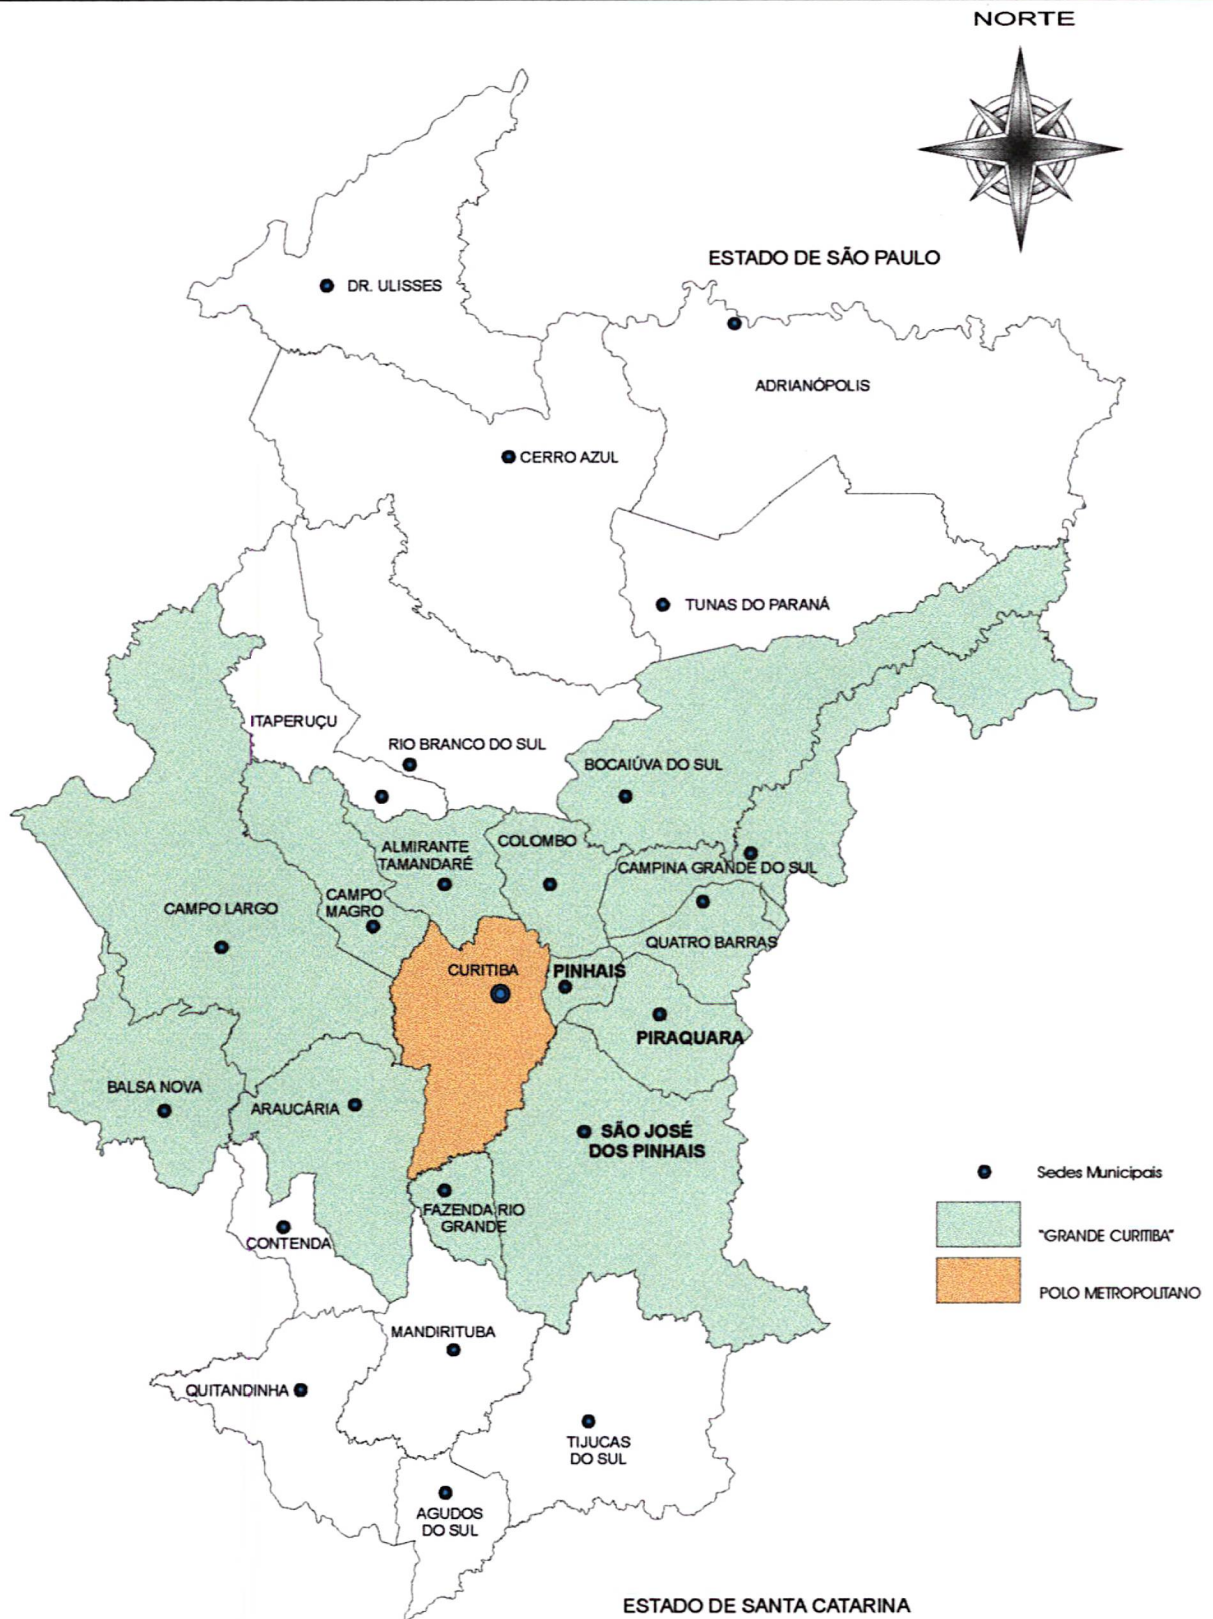 NORTE
ESTADO DE SÃO PAULO
DR. ULISSES
ADRIANÓPOLIS
CERRO AZUL
TUNAS DO PARANÁ
ITAPERUÇU
RIO BRANCO DO SUL
BOCAIÚVA DO SUL
ALMIRANTE
TAMANDARÉ
COLOMBO
CAMPINA GRANDE DO SUL
CAMPO
MAGRO
CAMPO LARGO
QUATRO BARRAS
CURITIBA
PINHAIS
PIRAQUARA
BALSA NOVA
ARAUCÁRIA
SÃO JOSÉ
DOS PINHAIS
FAZENDA RIO
GRANDE
CONTENDA
Sedes Municipais
"GRANDE CURITIBA"
POLO METROPOLITANO
MANDIRITUBA
QUITANDINHA
TIJUCAS
DO SUL
AGUDOS
DO SUL
ESTADO DE SANTA CATARINA